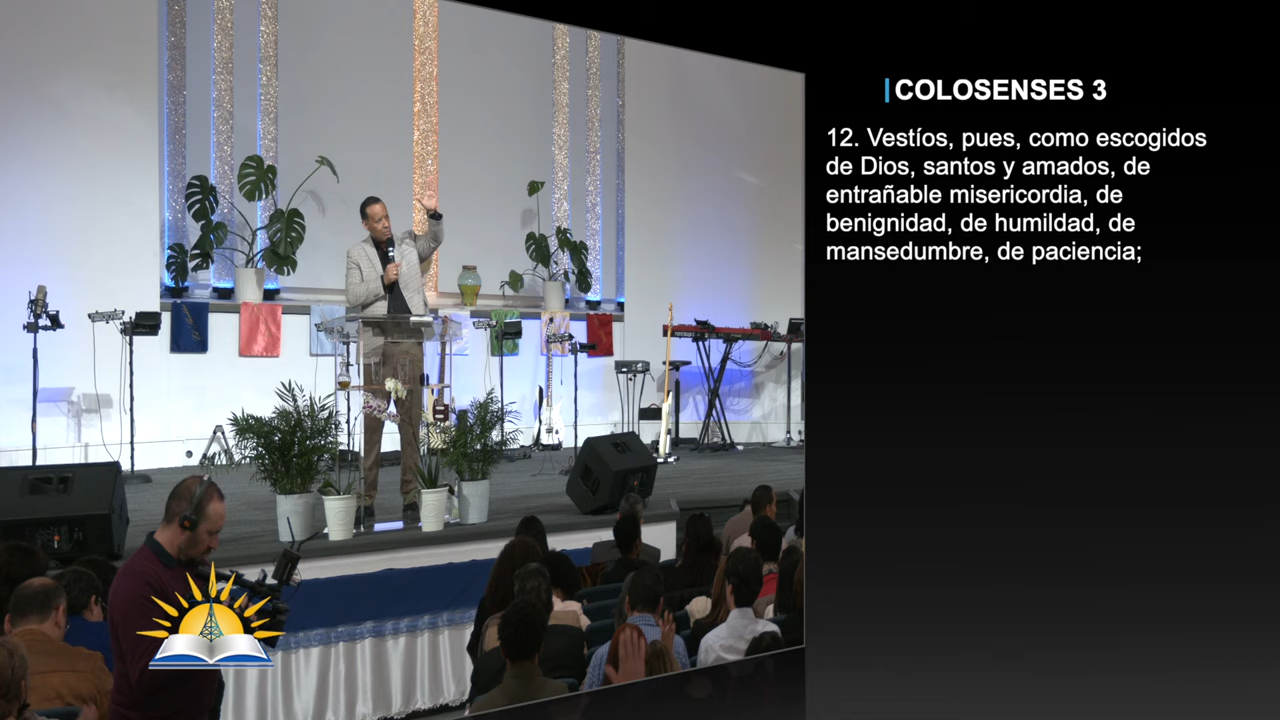 COLOSENSES 3
12. Vestíos, pues, como escogidos
de Dios, santos y amados, de
entrañable misericordia, de
benignidad, de humildad, de
mansedumbre, de paciencia;